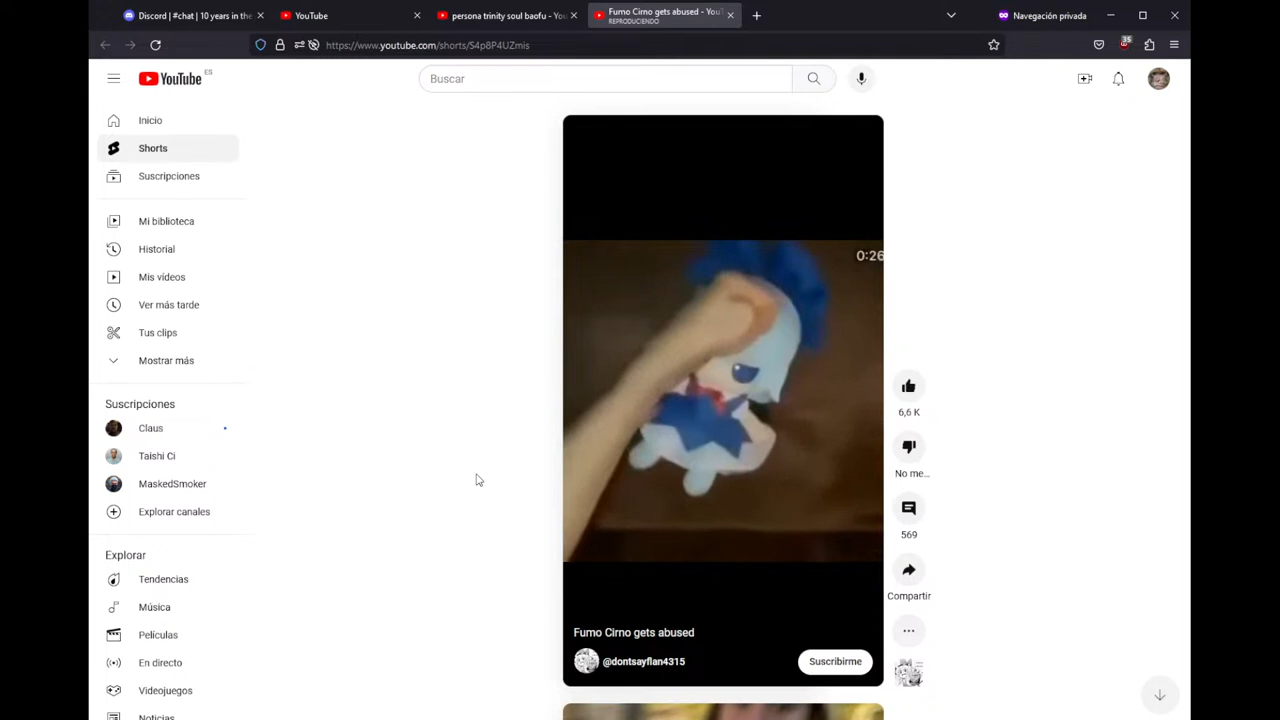 Discord | #chat | 10 years in the
YouTube
persona trinity soul baofu - You
Fumo Cirno gets abused - YouT
REPRODUCIENDO
Navegación privada
https://www.youtube.com/shorts/S4p8P4UZmis
35
YouTube ES
Buscar
Inicio
Shorts
Suscripciones
Mi biblioteca
Historial
Mis vídeos
Ver más tarde
Tus clips
Mostrar más
Suscripciones
Claus
Taishi Ci
MaskedSmoker
Explorar canales
Explorar
Tendencias
Música
Películas
En directo
Videojuegos
Noticias
0:26
6,6 K
No me...
569
Compartir
Fumo Cirno gets abused
@dontsayflan4315
Suscribirme